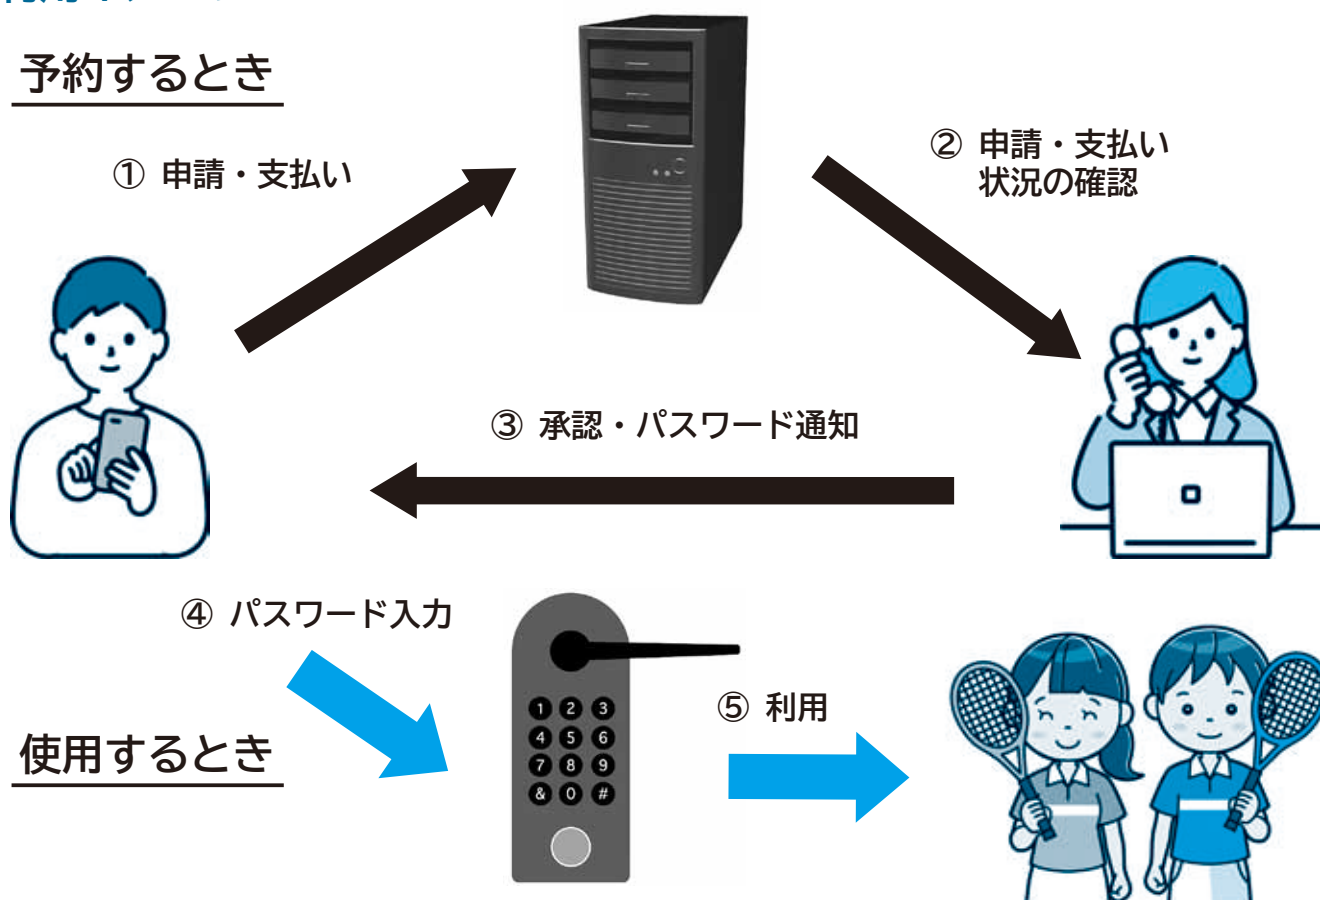 予約するとき
① 申請・支払い
② 申請・支払い
状況の確認
③ 承認・パスワード通知
④ パスワード入力
使用するとき
⑤ 利用
1 2 3
4 5 6
7 8 9
& 0 #